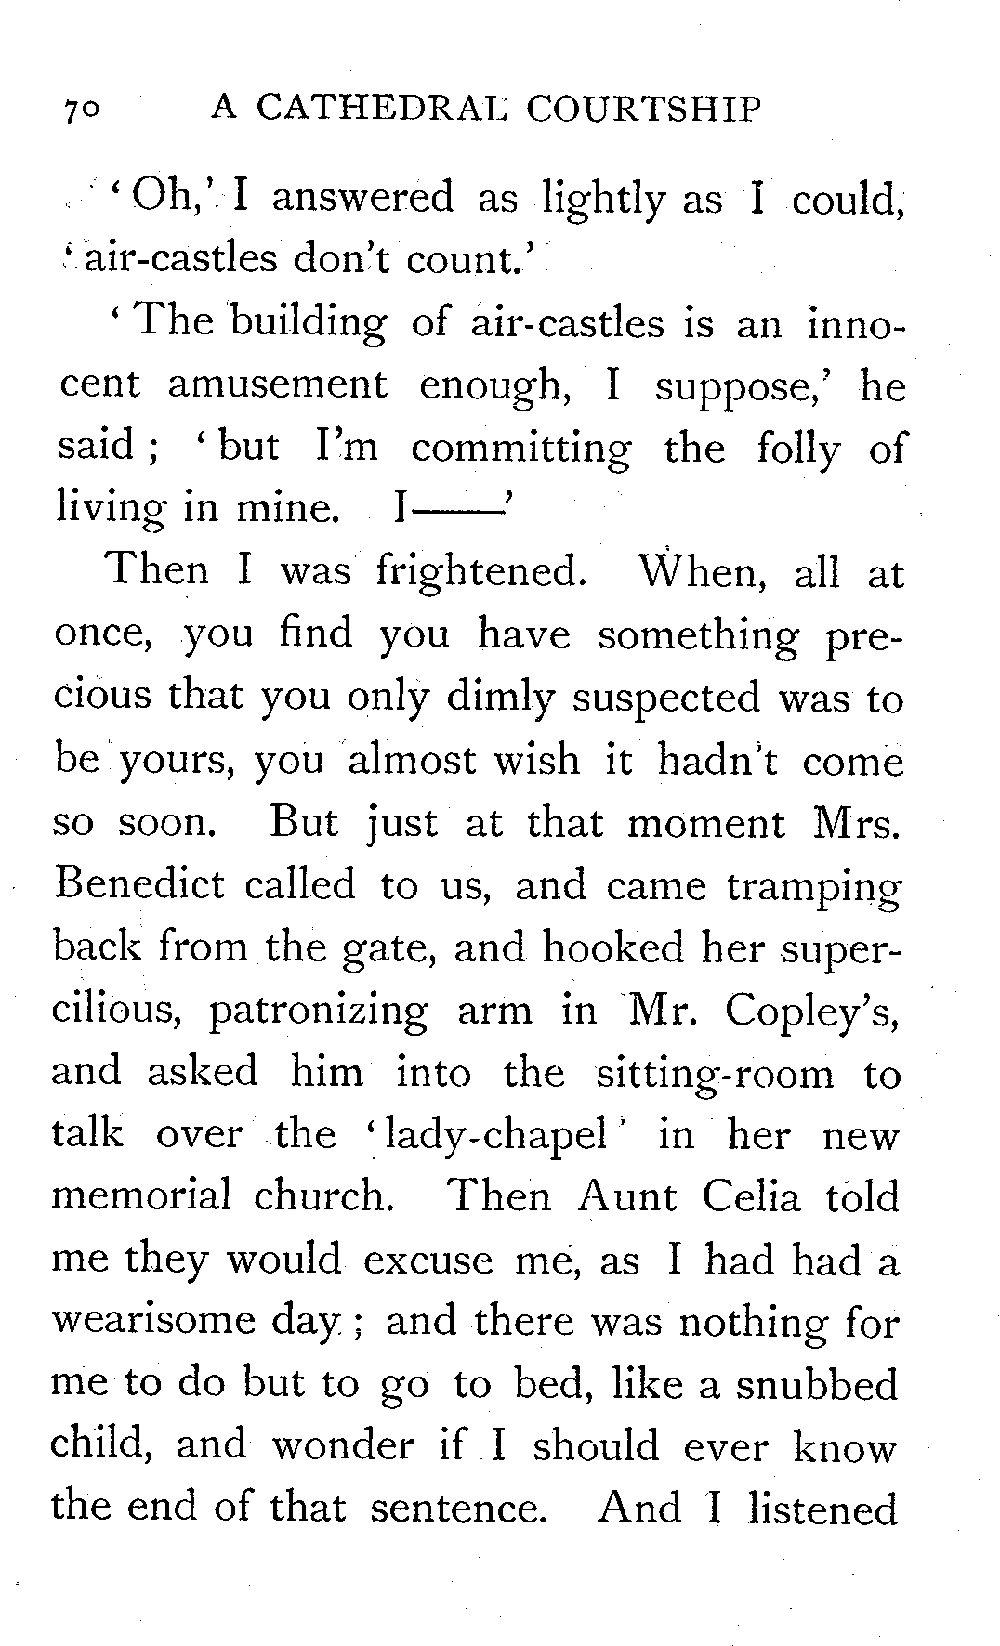 70 A CATHEDRAL COURTSHIP
‘Oh,’ I answered as lightly as I could,
‘air-castles don’t count.’
‘The building of air-castles is an inno-
cent amusement enough, I suppose,’ he
said; ‘but I’m committing the folly of
living in mine. I——’
Then I was frightened. When, all at
once, you find you have something pre-
cious that you only dimly suspected was to
be yours, you almost wish it hadn’t come
so soon. But just at that moment Mrs.
Benedict called to us, and came tramping
back from the gate, and hooked her super-
cilious, patronizing arm in Mr. Copley’s,
and asked him into the sitting-room to
talk over the ‘lady-chapel’ in her new
memorial church. Then Aunt Celia told
me they would excuse me, as I had had a
wearisome day; and there was nothing for
me to do but to go to bed, like a snubbed
child, and wonder if I should ever know
the end of that sentence. And I listened